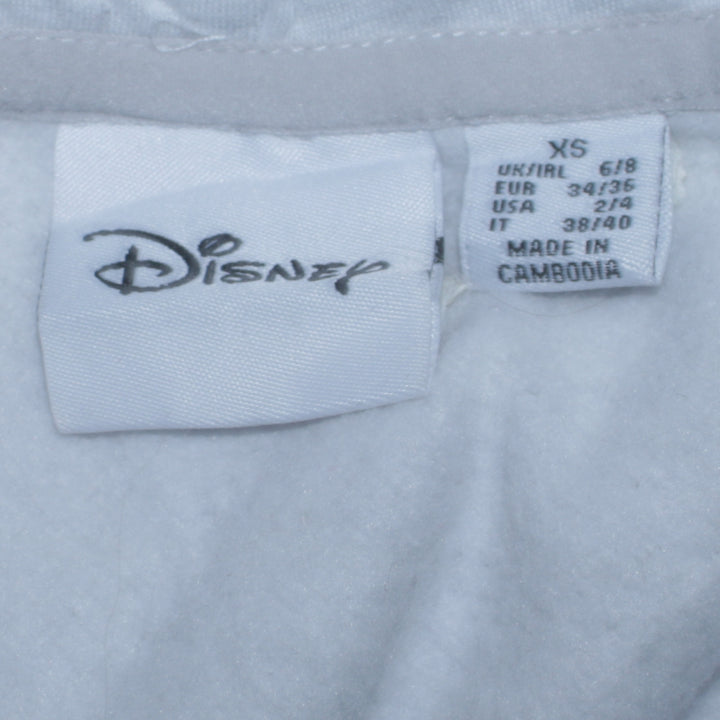 Disney
XS
UK/IRL 6/8
EUR 34/36
USA 2/4
IT 38/40
MADE IN
CAMBODIA